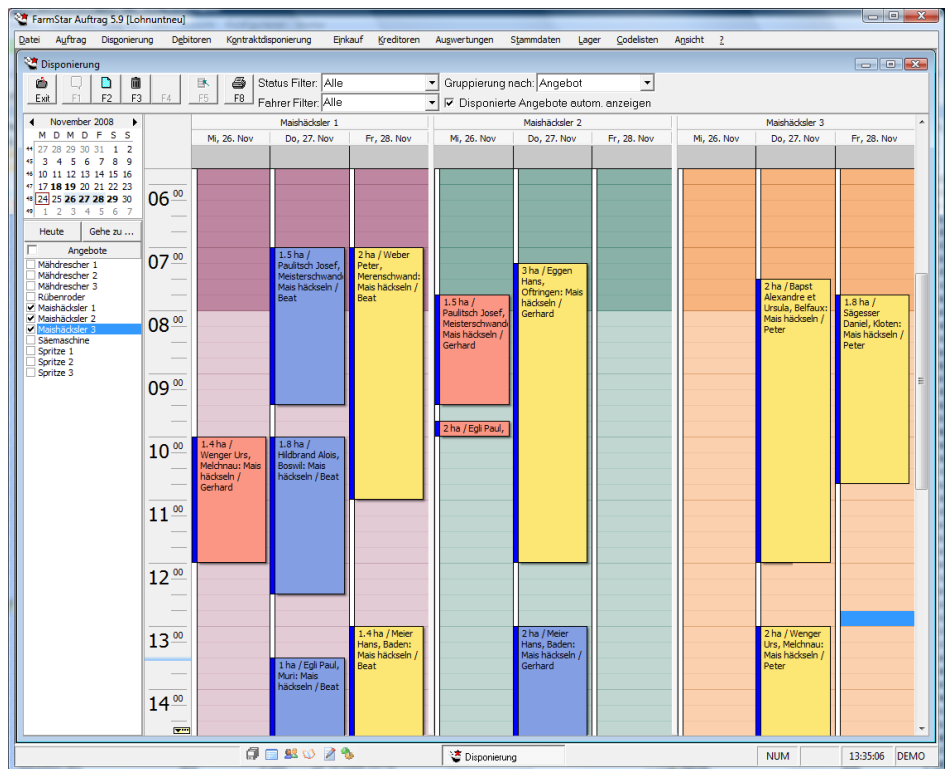 FarmStar Auftrag 5.9 [Lohnuntneu]
Datei Auftrag Disponierung Debitoren Kontraktdisponierung Einkauf Kreditoren Auswertungen Stammdaten Lager Codelisten Ansicht ?
Disponierung
Exit F1 F2 F3 F4 F5 F8
Status Filter: Alle Gruppierung nach: Angebot
Fahrer Filter: Alle Disponierte Angebote autom. anzeigen
November 2008
M D M D F S S
44 27 28 29 30 31 1 2
45 3 4 5 6 7 8 9
46 10 11 12 13 14 15 16
47 17 18 19 20 21 22 23
48 24 25 26 27 28 29 30
49 1 2 3 4 5 6 7
Heute Gehe zu ...
Angebote
Mähdrescher 1
Mähdrescher 2
Mähdrescher 3
Rübenroder
Maishäcksler 1
Maishäcksler 2
Maishäcksler 3
Säemaschine
Spritze 1
Spritze 2
Spritze 3
Maishäcksler 1 Maishäcksler 2 Maishäcksler 3
Mi, 26. Nov Do, 27. Nov Fr, 28. Nov Mi, 26. Nov Do, 27. Nov Fr, 28. Nov Mi, 26. Nov Do, 27. Nov Fr, 28. Nov
06 00
07 00
08 00
09 00
10 00
11 00
12 00
13 00
14 00
1.4 ha /
Wenger Urs,
Melchnau: Mais
häckseln /
Gerhard
1.5 ha /
Paulitsch Josef,
Meisterschwand
Mais häckseln /
Beat
1.8 ha /
Hildbrand Alois,
Boswil: Mais
häckseln / Beat
1 ha / Egli Paul,
Muri: Mais
häckseln / Beat
2 ha / Weber
Peter,
Merenschwand:
Mais häckseln /
Beat
1.4 ha / Meier
Hans, Baden:
Mais häckseln /
Beat
1.5 ha /
Paulitsch Josef,
Meisterschwand
Mais häckseln /
Gerhard
2 ha / Egli Paul,
3 ha / Eggen
Hans,
Oftringen: Mais
häckseln /
Gerhard
2 ha / Meier
Hans, Baden:
Mais häckseln /
Gerhard
2 ha / Bapst
Alexandre et
Ursula, Belfaux:
Mais häckseln /
Peter
2 ha / Wenger
Urs, Melchnau:
Mais häckseln /
Peter
1.8 ha /
Sägesser
Daniel, Kloten:
Mais häckseln /
Peter
Disponierung NUM 13:35:06 DEMO